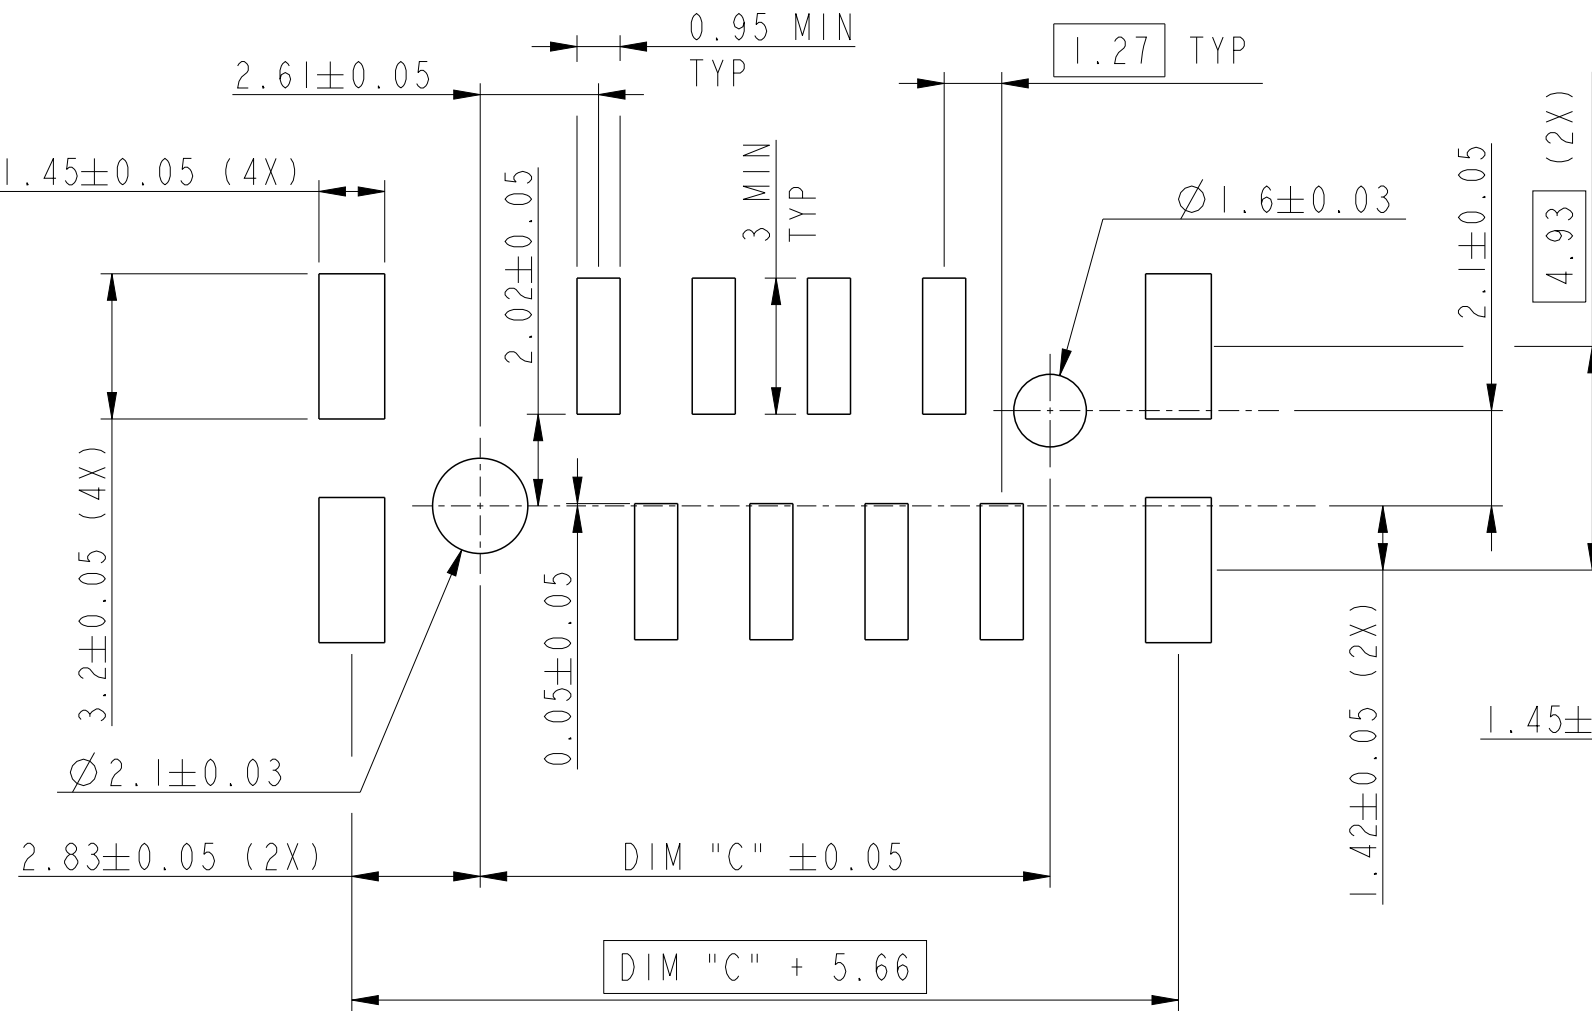 0.95 MIN
TYP
1.27 TYP
2.61±0.05
1.45±0.05 (4X)
2.02±0.05
3 MIN
TYP
Ø1.6±0.03
2.1±0.05
4.93 (2X)
3.2±0.05 (4X)
0.05±0.05
1.42±0.05 (2X)
1.45±
Ø2.1±0.03
2.83±0.05 (2X)
DIM "C" ±0.05
DIM "C" + 5.66